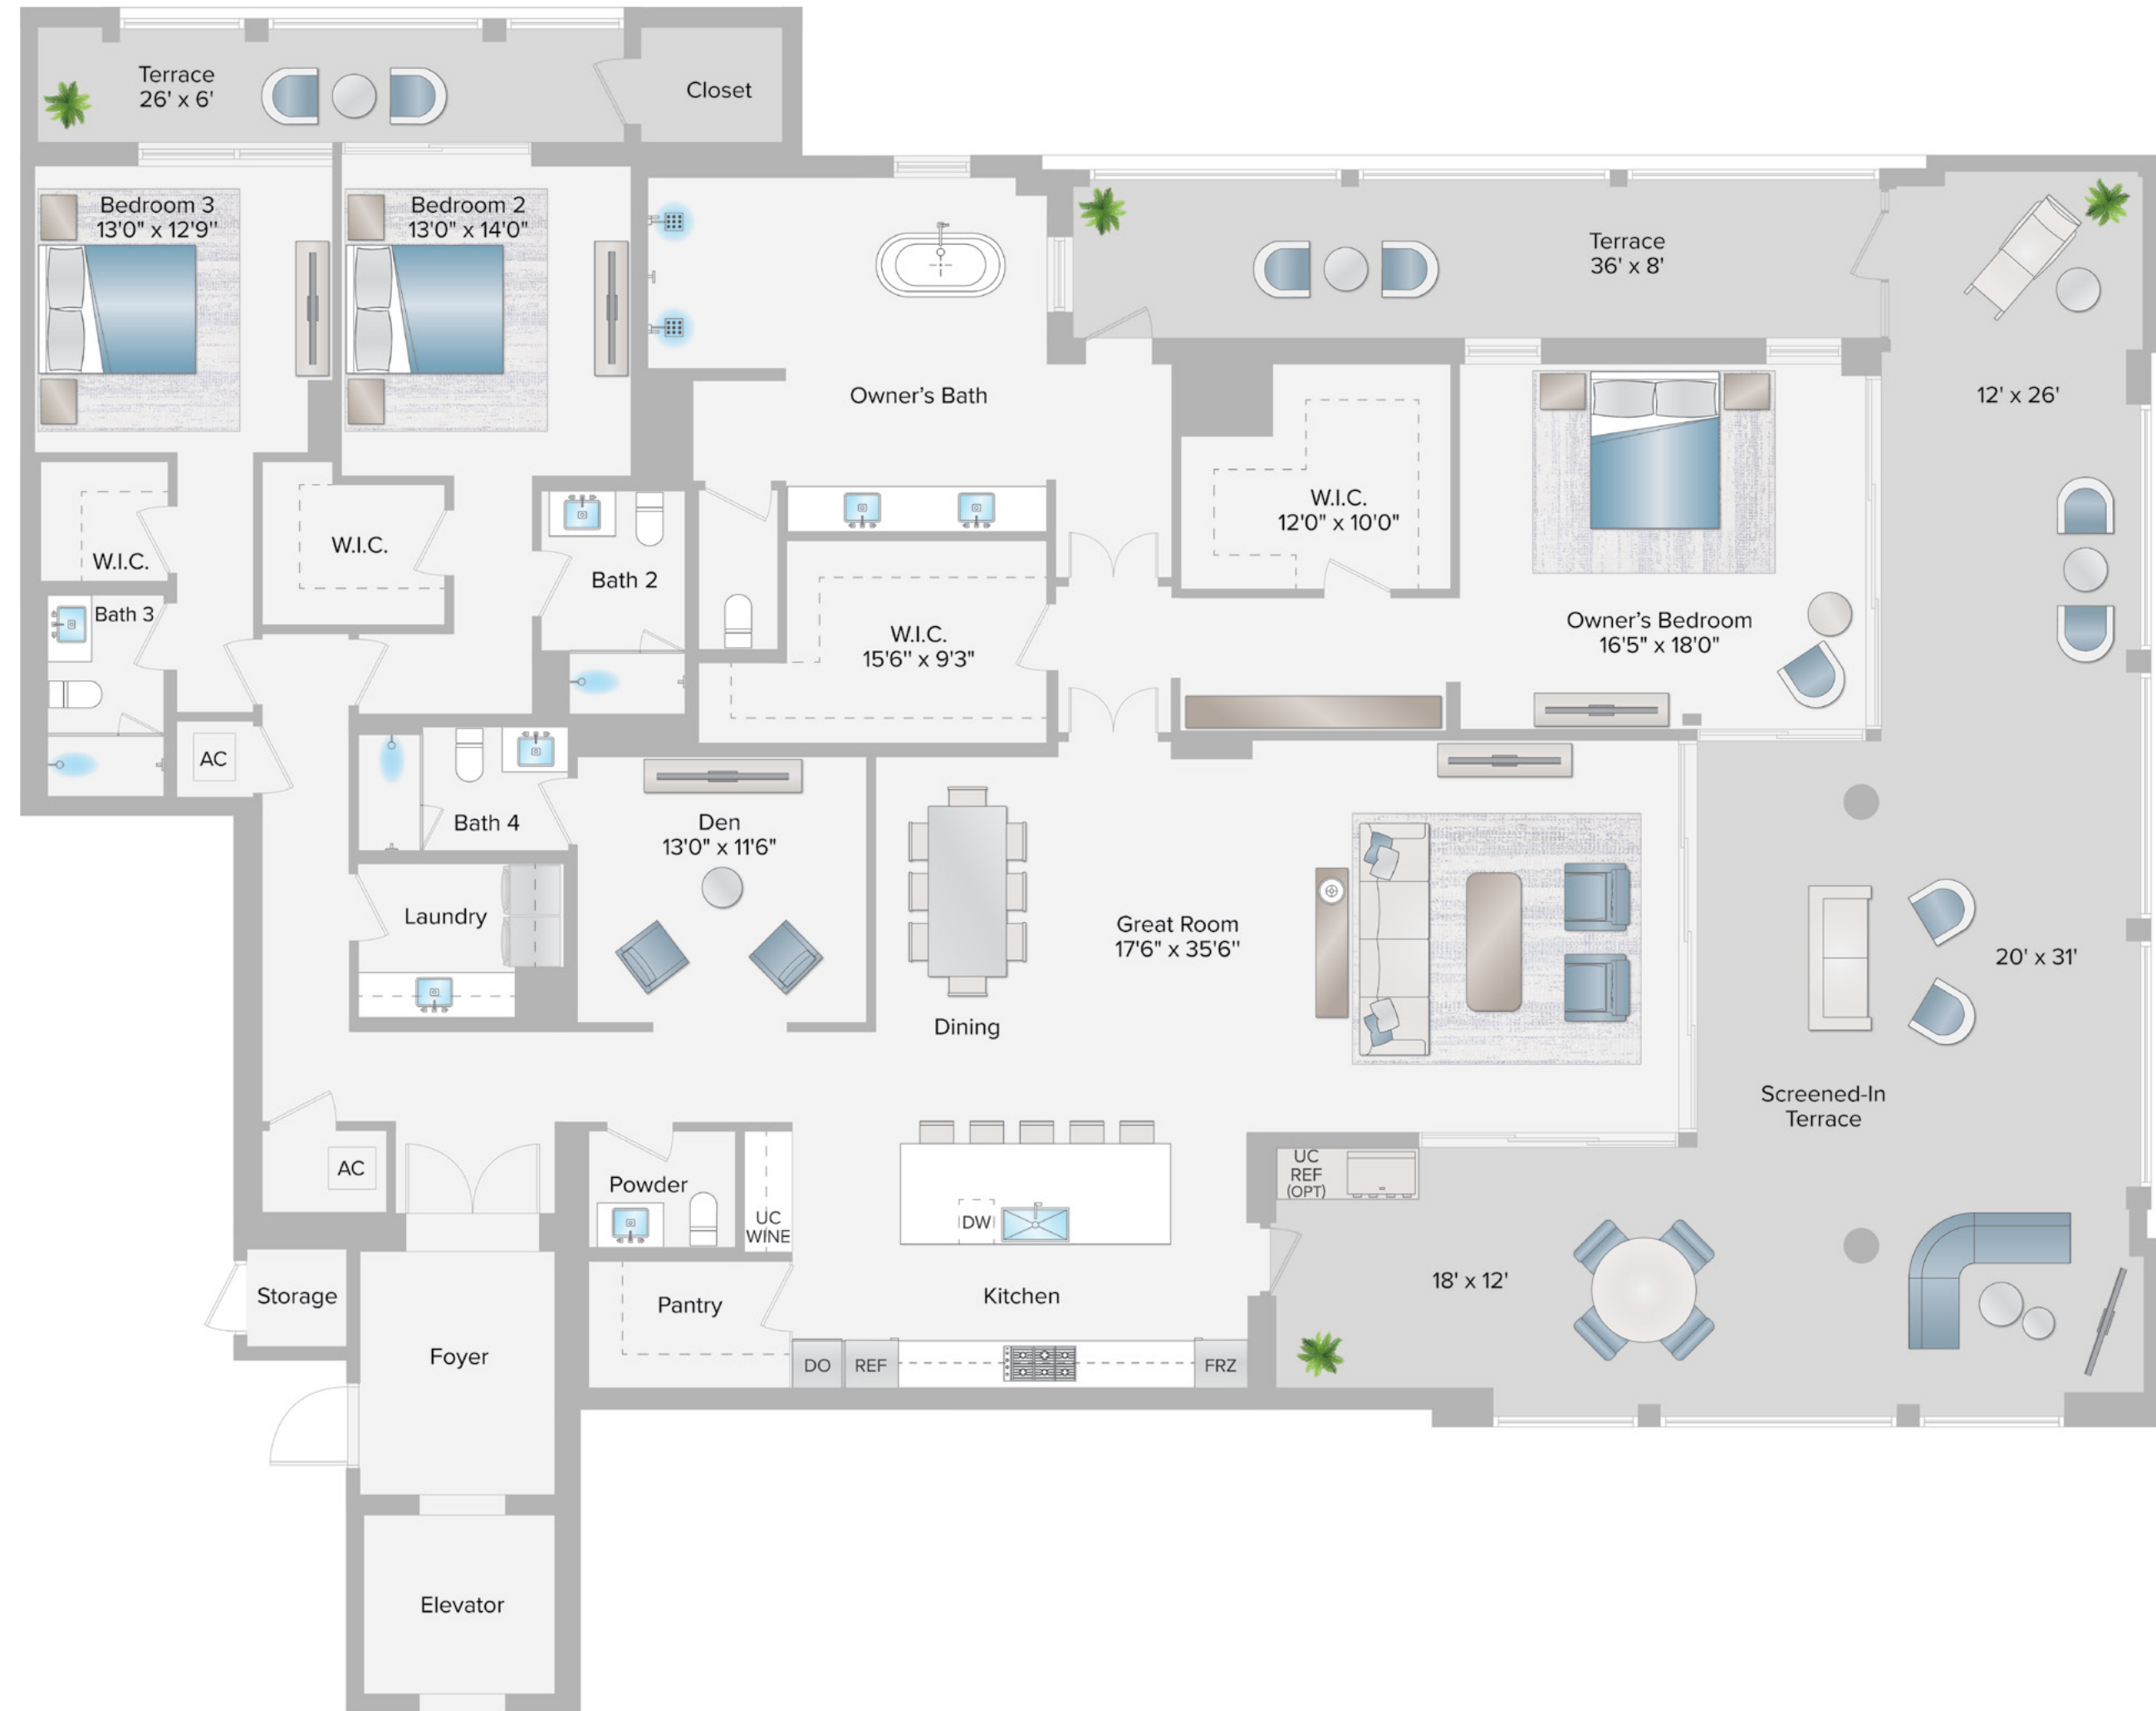 Terrace
26' x 6'
Closet
Bedroom 3
13'0" x 12'9"
Bedroom 2
13'0" x 14'0"
Terrace
36' x 8'
Owner's Bath
12' x 26'
W.I.C.
W.I.C.
W.I.C.
12'0" x 10'0"
Bath 3
Bath 2
W.I.C.
15'6" x 9'3"
Owner's Bedroom
16'5" x 18'0"
AC
Bath 4
Den
13'0" x 11'6"
Laundry
Great Room
17'6" x 35'6"
Dining
20' x 31'
Screened-In
Terrace
AC
Powder
UC
WINE
DW
UC
REF
(OPT)
Storage
Pantry
Kitchen
18' x 12'
Foyer
DO
REF
FRZ
Elevator